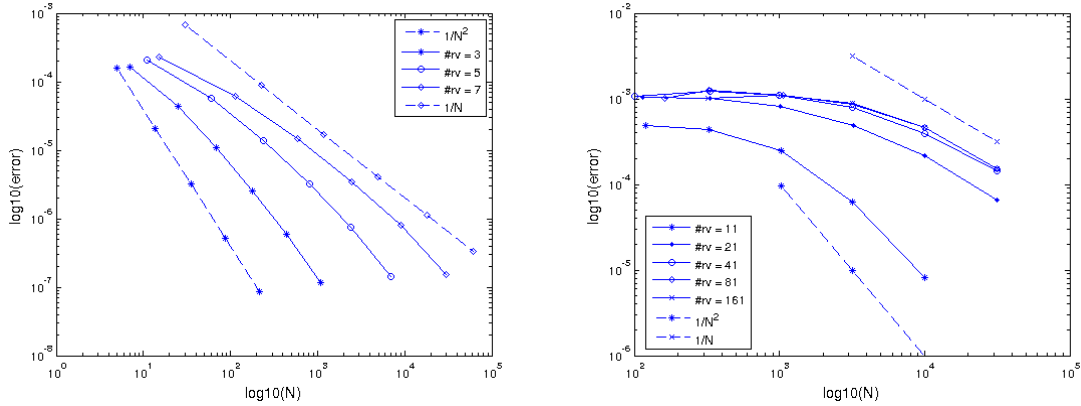 10^-3
10^-4
10^-5
10^-6
10^-7
10^-8
log10(error)
10^0
10^1
10^2
10^3
10^4
10^5
log10(N)
1/N^2
#rv = 3
#rv = 5
#rv = 7
1/N
10^-2
10^-3
10^-4
10^-5
10^-6
log10(error)
10^2
10^3
10^4
10^5
log10(N)
#rv = 11
#rv = 21
#rv = 41
#rv = 81
#rv = 161
1/N^2
1/N